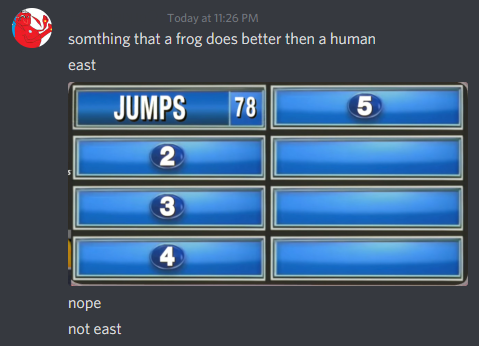 Today at 11:26 PM
somthing that a frog does better then a human
east
JUMPS 78 5
2
3
4
nope
not east